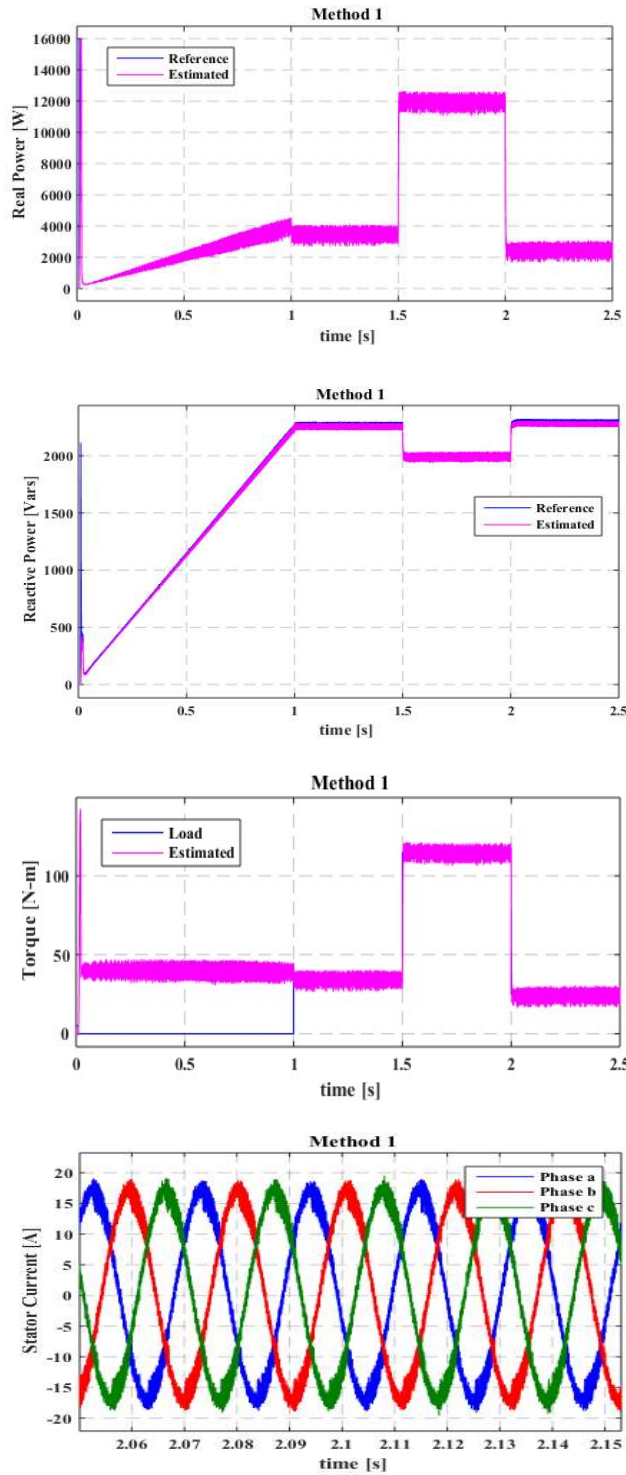 Method 1
16000
14000
12000
10000
8000
6000
4000
2000
0
Real Power [W]
Reference
Estimated
0 0.5 1 1.5 2 2.5
time [s]
Method 1
2000
1500
1000
500
0
Reactive Power [Vars]
Reference
Estimated
0 0.5 1 1.5 2 2.5
time [s]
Method 1
100
50
0
Torque [N-m]
Load
Estimated
0 0.5 1 1.5 2 2.5
time [s]
Method 1
20
15
10
5
0
-5
-10
-15
-20
Stator Current [A]
Phase a
Phase b
Phase c
2.06 2.07 2.08 2.09 2.1 2.11 2.12 2.13 2.14 2.15
time [s]